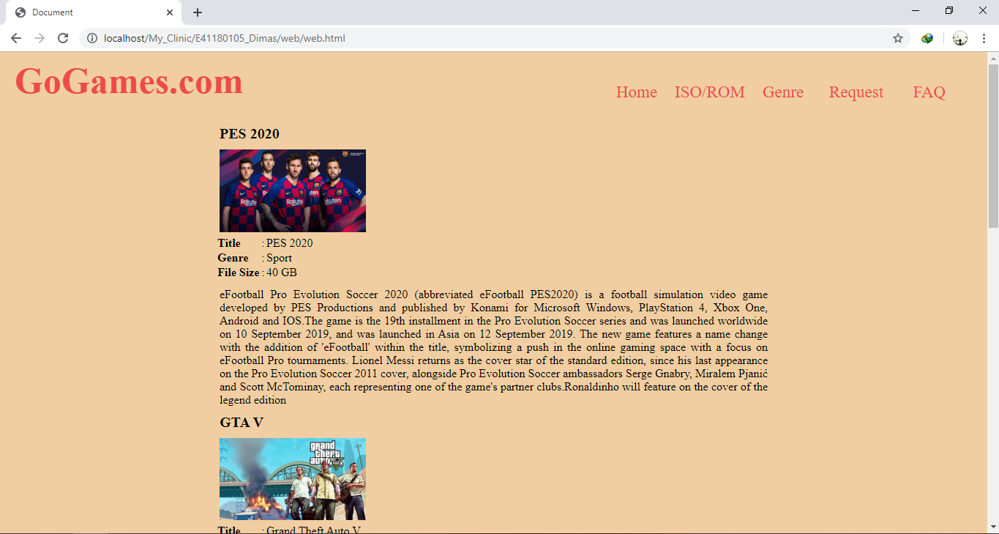 Document
localhost/My_Clinic/E41180105_Dimas/web/web.html
GoGames.com
Home ISO/ROM Genre Request FAQ
PES 2020
Rakuten Rakuten Rakuten
Title : PES 2020
Genre : Sport
File Size : 40 GB
eFootball Pro Evolution Soccer 2020 (abbreviated eFootball PES2020) is a football simulation video game
developed by PES Productions and published by Konami for Microsoft Windows, PlayStation 4, Xbox One,
Android and IOS.The game is the 19th installment in the Pro Evolution Soccer series and was launched worldwide
on 10 September 2019, and was launched in Asia on 12 September 2019. The new game features a name change
with the addition of 'eFootball' within the title, symbolizing a push in the online gaming space with a focus on
eFootball Pro tournaments. Lionel Messi returns as the cover star of the standard edition, since his last appearance
on the Pro Evolution Soccer 2011 cover, alongside Pro Evolution Soccer ambassadors Serge Gnabry, Miralem Pjanić
and Scott McTominay, each representing one of the game's partner clubs.Ronaldinho will feature on the cover of the
legend edition
GTA V
grand
theft
auto
V
Title : Grand Theft Auto V